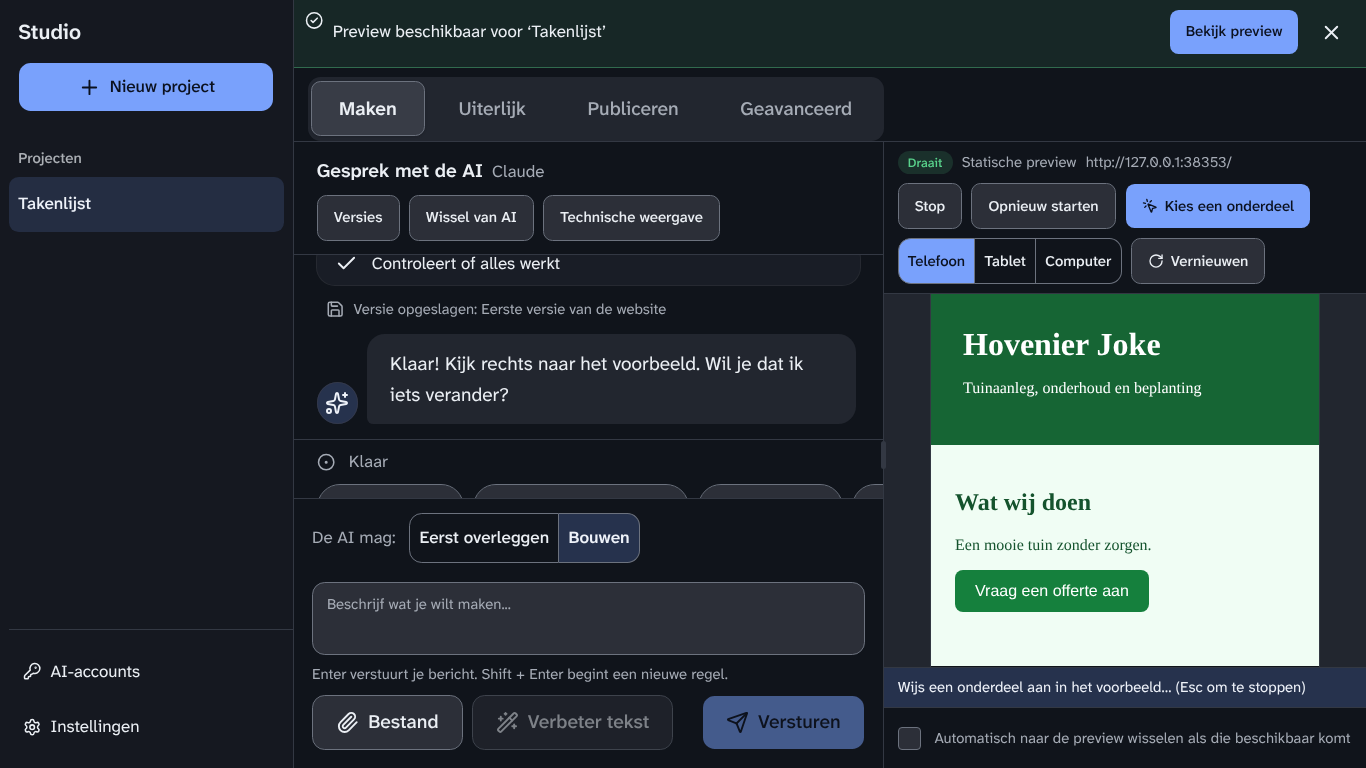 Studio
Nieuw project
Projecten
Takenlijst
AI-accounts
Instellingen
Preview beschikbaar voor ‘Takenlijst’
Bekijk preview
Maken
Uiterlijk
Publiceren
Geavanceerd
Gesprek met de AI Claude
Versies
Wissel van AI
Technische weergave
Controleert of alles werkt
Versie opgeslagen: Eerste versie van de website
Klaar! Kijk rechts naar het voorbeeld. Wil je dat ik
iets verander?
Klaar
De AI mag:
Eerst overleggen
Bouwen
Beschrijf wat je wilt maken...
Enter verstuurt je bericht. Shift + Enter begint een nieuwe regel.
Bestand
Verbeter tekst
Versturen
Draait
Statische preview
http://127.0.0.1:38353/
Stop
Opnieuw starten
Kies een onderdeel
Telefoon
Tablet
Computer
Vernieuwen
Hovenier Joke
Tuinaanleg, onderhoud en beplanting
Wat wij doen
Een mooie tuin zonder zorgen.
Vraag een offerte aan
Wijs een onderdeel aan in het voorbeeld... (Esc om te stoppen)
Automatisch naar de preview wisselen als die beschikbaar komt